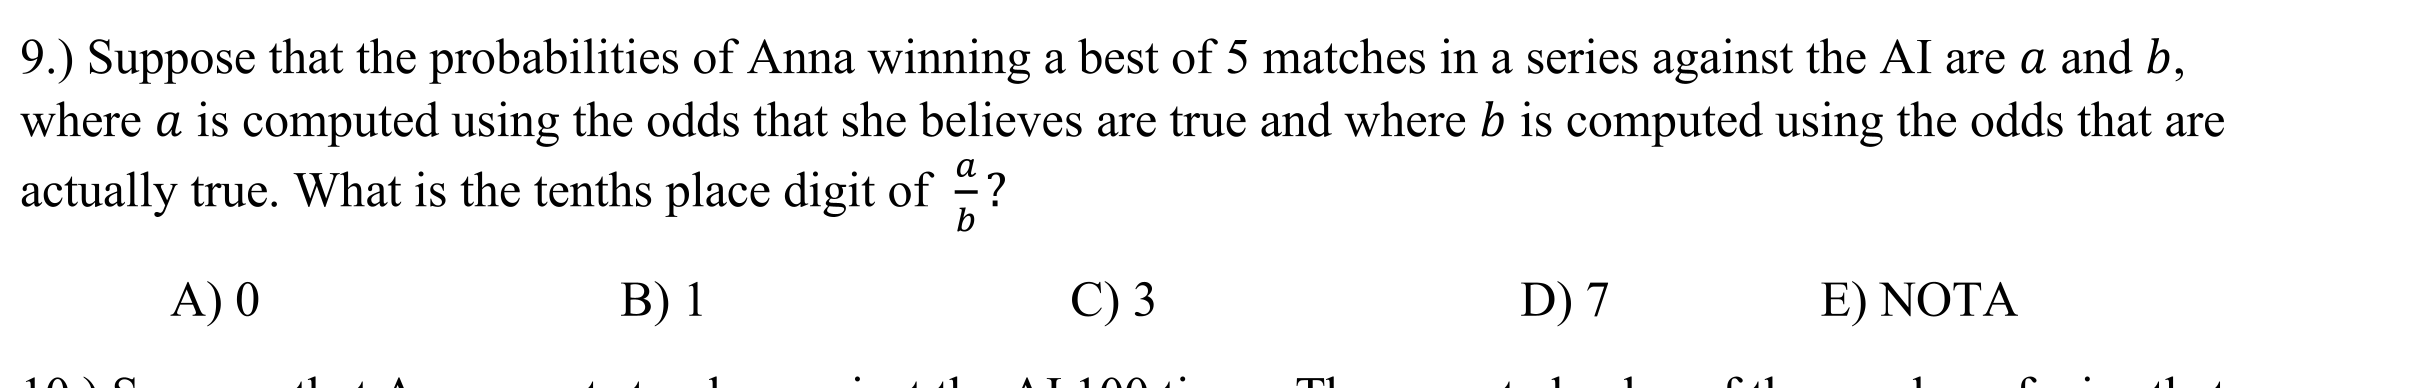 9.) Suppose that the probabilities of Anna winning a best of 5 matches in a series against the AI are a and b,
where a is computed using the odds that she believes are true and where b is computed using the odds that are
actually true. What is the tenths place digit of a/b?
A) 0 B) 1 C) 3 D) 7 E) NOTA